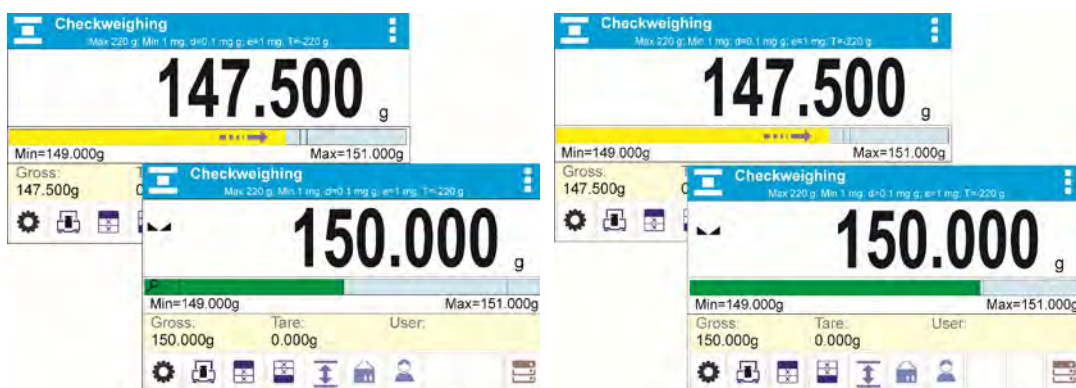 Checkweighing
Max 220 g; Min 1 mg; d=0.1 mg g; e=1 mg; T=-220 g
147.500 g
Min=149.000g Max=151.000g
Gross:
147.500g
Checkweighing
Max 220 g; Min 1 mg; d=0.1 mg g; e=1 mg; T=-220 g
150.000 g
Min=149.000g Max=151.000g
Gross: Tare: User:
150.000g 0.000g
Checkweighing
Max 220 g; Min 1 mg; d=0.1 mg g; e=1 mg; T=-220 g
147.500 g
Min=149.000g Max=151.000g
Gross:
147.500g
Checkweighing
Max 220 g; Min 1 mg; d=0.1 mg g; e=1 mg; T=-220 g
150.000 g
Min=149.000g Max=151.000g
Gross: Tare: User:
150.000g 0.000g